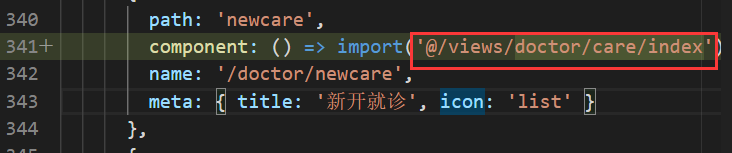 340 path: 'newcare',
341+ component: () => import('@/views/doctor/care/index')
342 name: '/doctor/newcare',
343 meta: { title: '新开就诊', icon: 'list' }
344 },